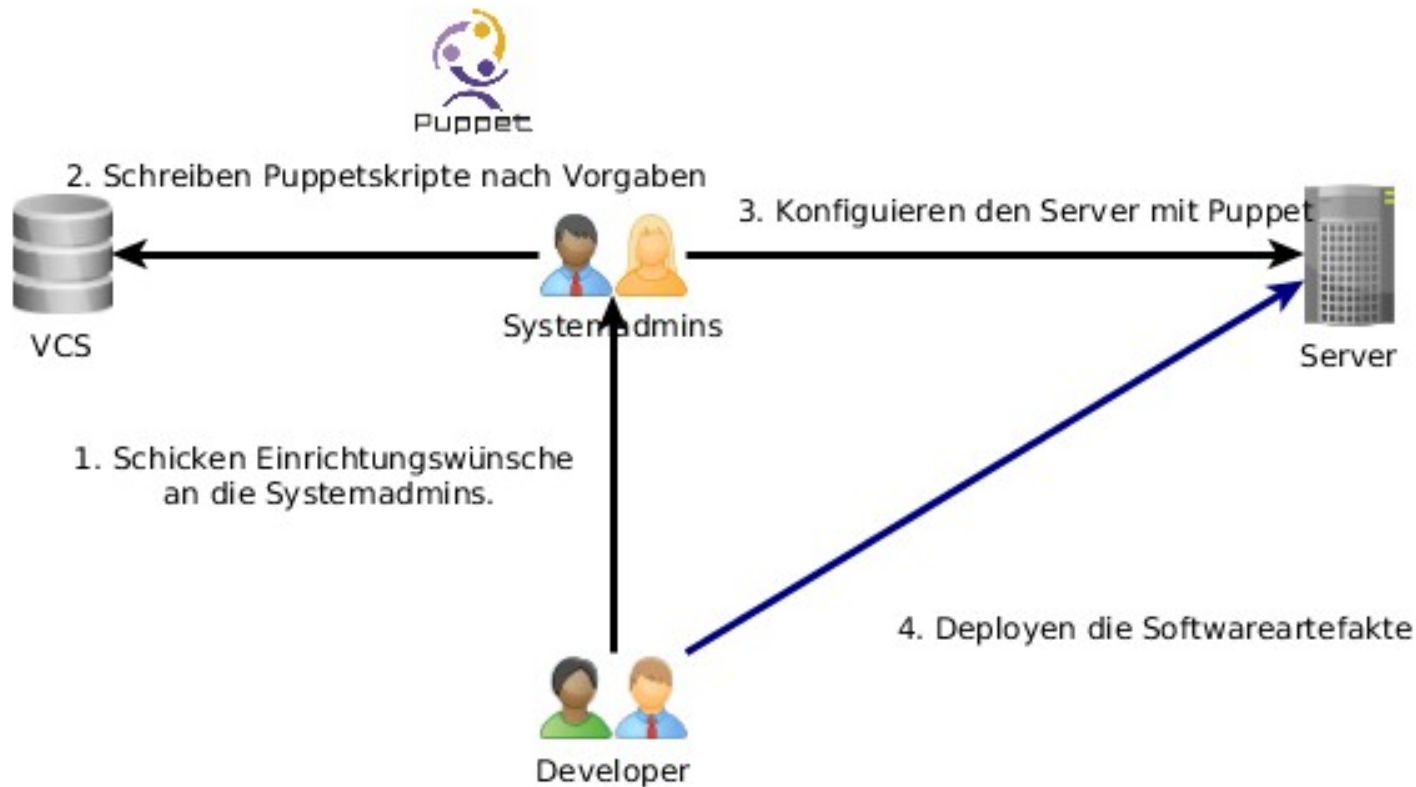 Puppet
2. Schreiben Puppetskripte nach Vorgaben
3. Konfiguieren den Server mit Puppet
VCS
Systemadmins
Server
1. Schicken Einrichtungswünsche
an die Systemadmins.
4. Deployen die Softwareartefakte
Developer